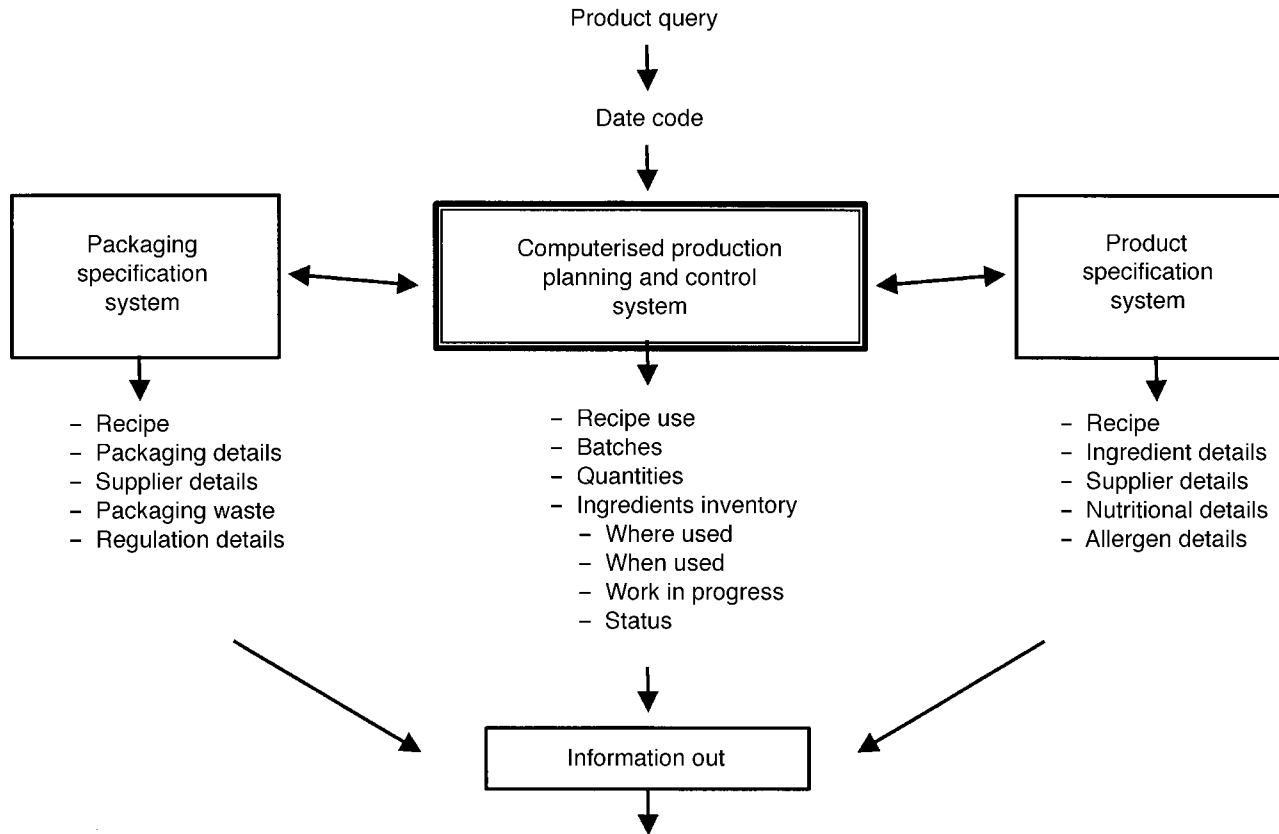 Product query
Date code
Packaging
specification
system
Computerised production
planning and control
system
Product
specification
system
– Recipe
– Packaging details
– Supplier details
– Packaging waste
– Regulation details
– Recipe use
– Batches
– Quantities
– Ingredients inventory
– Where used
– When used
– Work in progress
– Status
– Recipe
– Ingredient details
– Supplier details
– Nutritional details
– Allergen details
Information out